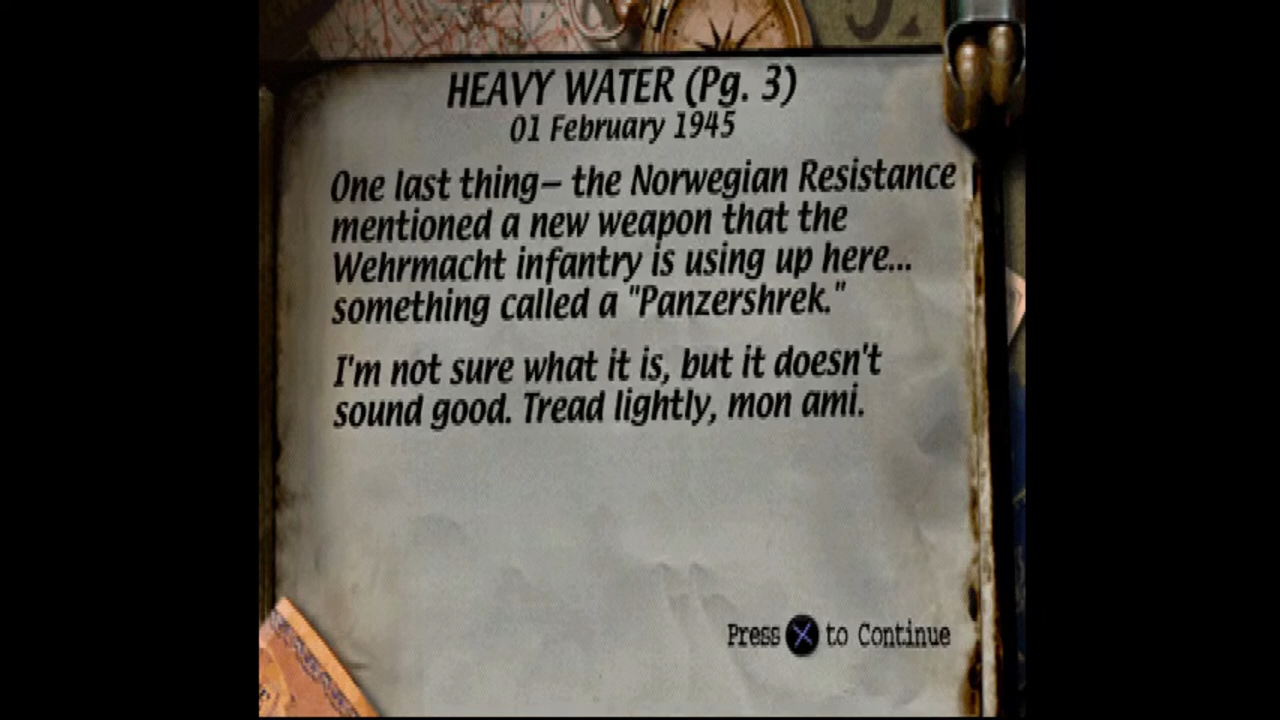 HEAVY WATER (Pg. 3)
01 February 1945
One last thing– the Norwegian Resistance
mentioned a new weapon that the
Wehrmacht infantry is using up here...
something called a "Panzershrek."
I'm not sure what it is, but it doesn't
sound good. Tread lightly, mon ami.
Press X to Continue